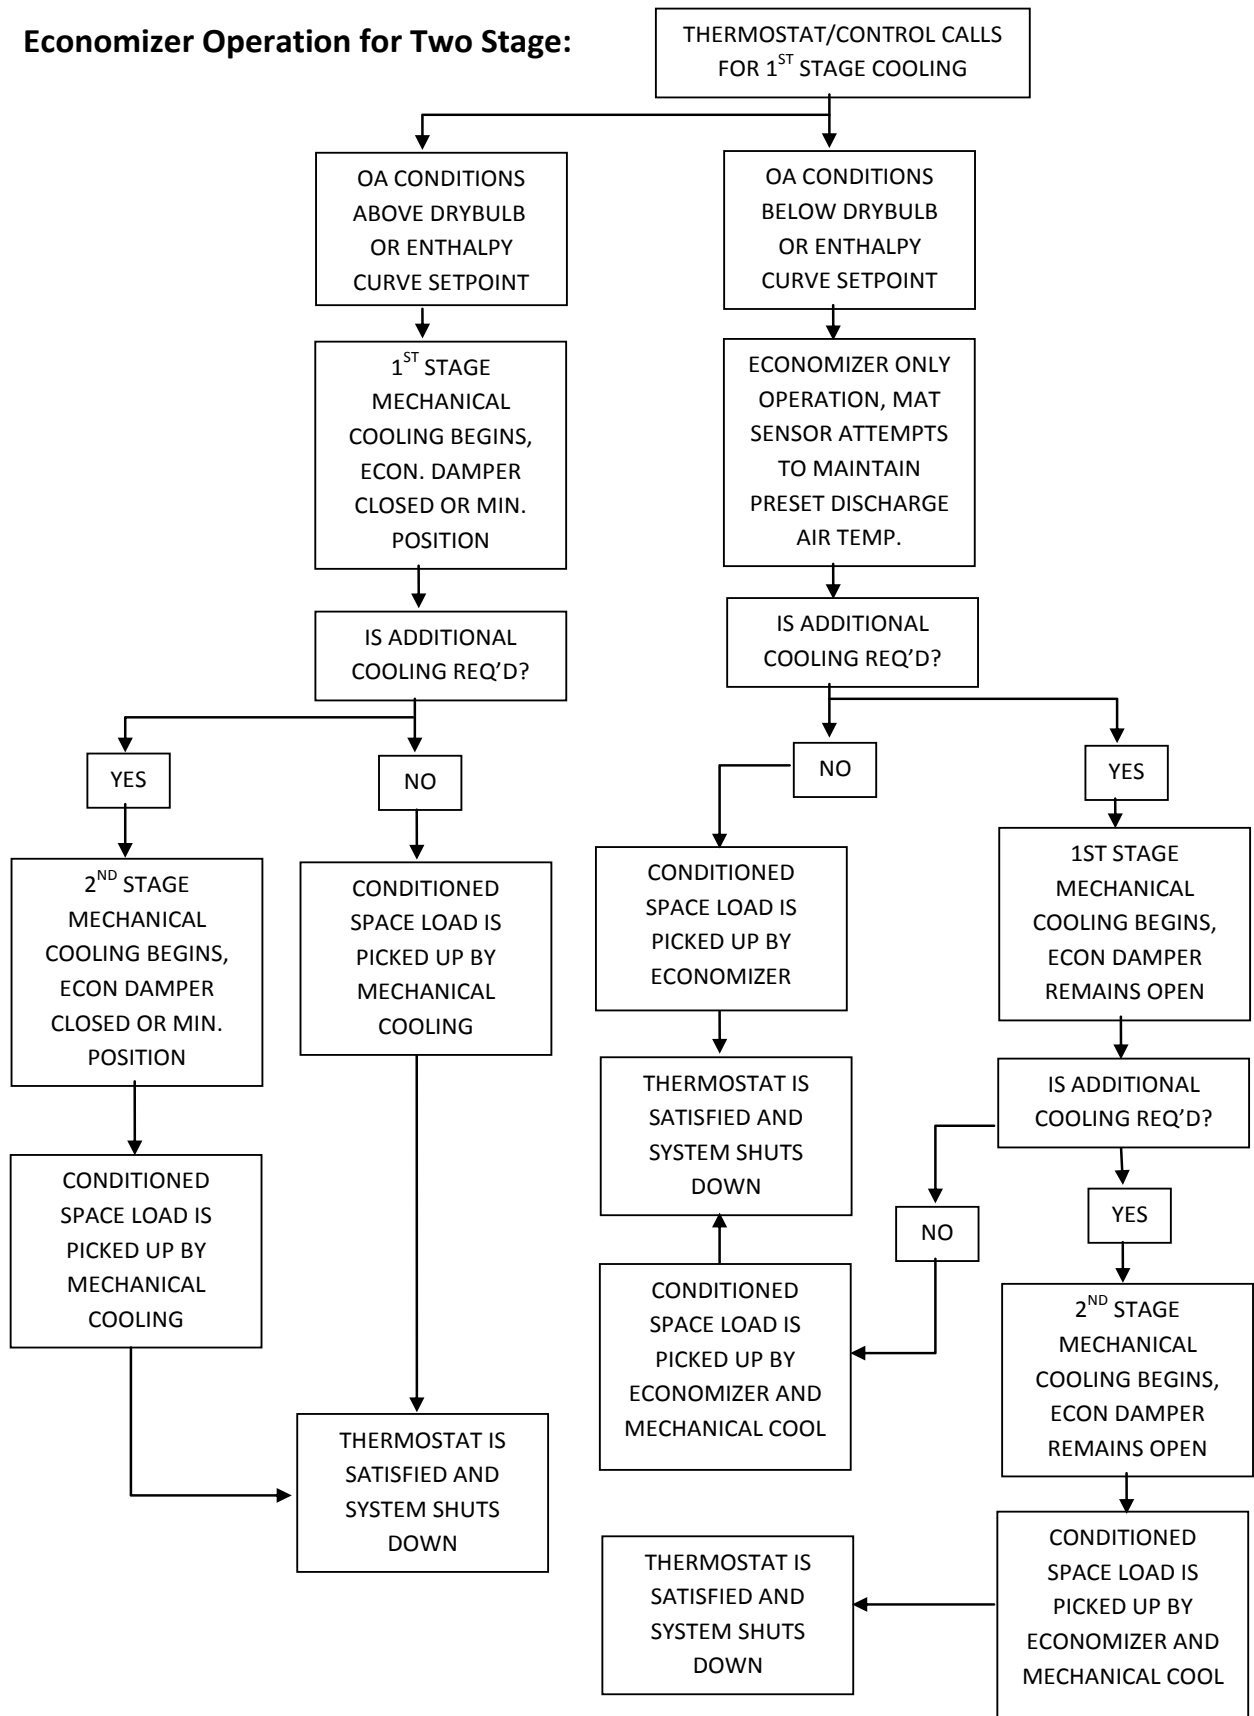 Economizer Operation for Two Stage:
THERMOSTAT/CONTROL CALLS
FOR 1ST STAGE COOLING
OA CONDITIONS
ABOVE DRYBULB
OR ENTHALPY
CURVE SETPOINT
OA CONDITIONS
BELOW DRYBULB
OR ENTHALPY
CURVE SETPOINT
1ST STAGE
MECHANICAL
COOLING BEGINS,
ECON. DAMPER
CLOSED OR MIN.
POSITION
ECONOMIZER ONLY
OPERATION, MAT
SENSOR ATTEMPTS
TO MAINTAIN
PRESET DISCHARGE
AIR TEMP.
IS ADDITIONAL
COOLING REQ’D?
IS ADDITIONAL
COOLING REQ’D?
YES
NO
NO
YES
2ND STAGE
MECHANICAL
COOLING BEGINS,
ECON DAMPER
CLOSED OR MIN.
POSITION
CONDITIONED
SPACE LOAD IS
PICKED UP BY
MECHANICAL
COOLING
CONDITIONED
SPACE LOAD IS
PICKED UP BY
ECONOMIZER
1ST STAGE
MECHANICAL
COOLING BEGINS,
ECON DAMPER
REMAINS OPEN
THERMOSTAT IS
SATISFIED AND
SYSTEM SHUTS
DOWN
IS ADDITIONAL
COOLING REQ’D?
CONDITIONED
SPACE LOAD IS
PICKED UP BY
MECHANICAL
COOLING
NO
YES
CONDITIONED
SPACE LOAD IS
PICKED UP BY
ECONOMIZER AND
MECHANICAL COOL
2ND STAGE
MECHANICAL
COOLING BEGINS,
ECON DAMPER
REMAINS OPEN
THERMOSTAT IS
SATISFIED AND
SYSTEM SHUTS
DOWN
THERMOSTAT IS
SATISFIED AND
SYSTEM SHUTS
DOWN
CONDITIONED
SPACE LOAD IS
PICKED UP BY
ECONOMIZER AND
MECHANICAL COOL